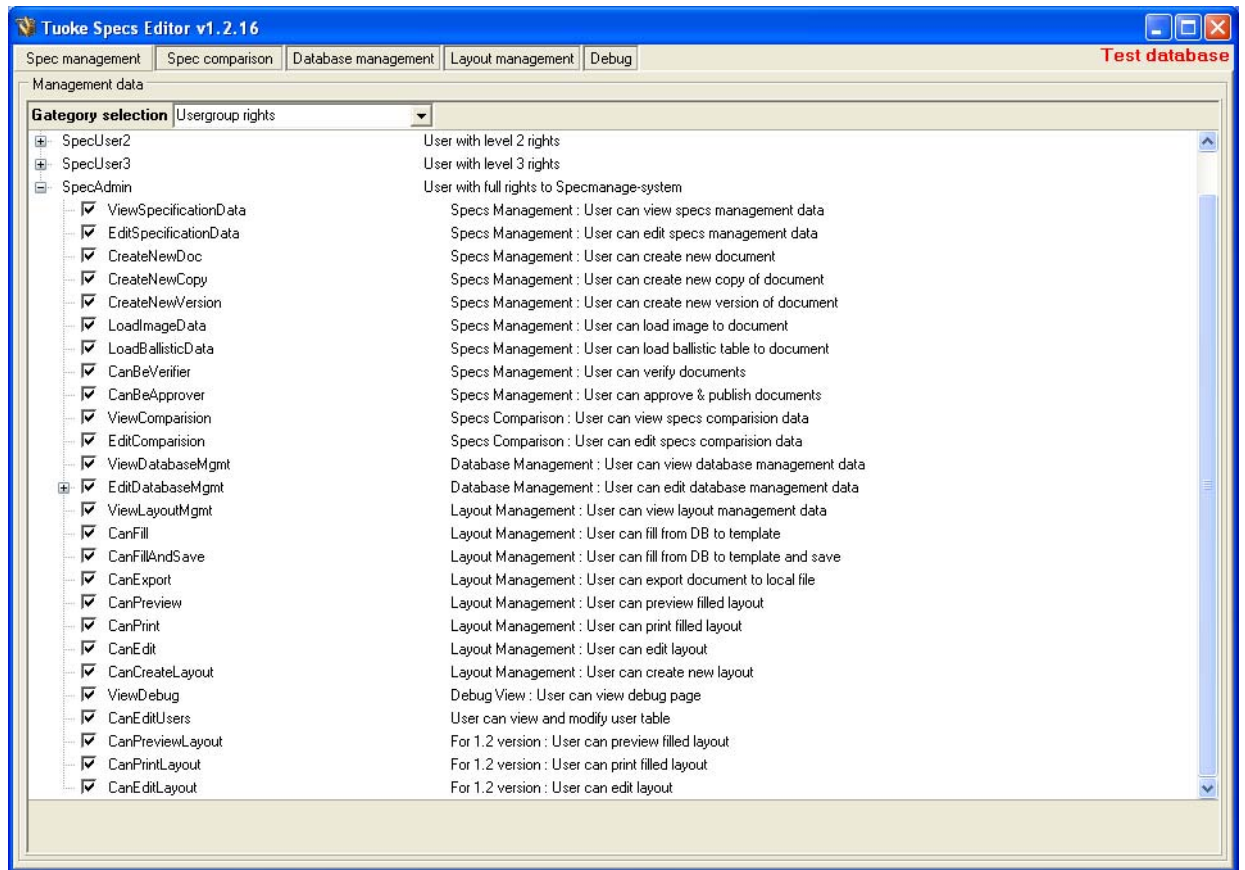 Tuoke Specs Editor v1.2.16
Spec management Spec comparison Database management Layout management Debug Test database
Management data
Gategory selection Usergroup rights
SpecUser2 User with level 2 rights
SpecUser3 User with level 3 rights
SpecAdmin User with full rights to Specmanage-system
ViewSpecificationData Specs Management : User can view specs management data
EditSpecificationData Specs Management : User can edit specs management data
CreateNewDoc Specs Management : User can create new document
CreateNewCopy Specs Management : User can create new copy of document
CreateNewVersion Specs Management : User can create new version of document
LoadImageData Specs Management : User can load image to document
LoadBallisticData Specs Management : User can load ballistic table to document
CanBeVerifier Specs Management : User can verify documents
CanBeApprover Specs Management : User can approve & publish documents
ViewComparision Specs Comparison : User can view specs comparision data
EditComparision Specs Comparison : User can edit specs comparision data
ViewDatabaseMgmt Database Management : User can view database management data
EditDatabaseMgmt Database Management : User can edit database management data
ViewLayoutMgmt Layout Management : User can view layout management data
CanFill Layout Management : User can fill from DB to template
CanFillAndSave Layout Management : User can fill from DB to template and save
CanExport Layout Management : User can export document to local file
CanPreview Layout Management : User can preview filled layout
CanPrint Layout Management : User can print filled layout
CanEdit Layout Management : User can edit layout
CanCreateLayout Layout Management : User can create new layout
ViewDebug Debug View : User can view debug page
CanEditUsers User can view and modify user table
CanPreviewLayout For 1.2 version : User can preview filled layout
CanPrintLayout For 1.2 version : User can print filled layout
CanEditLayout For 1.2 version : User can edit layout